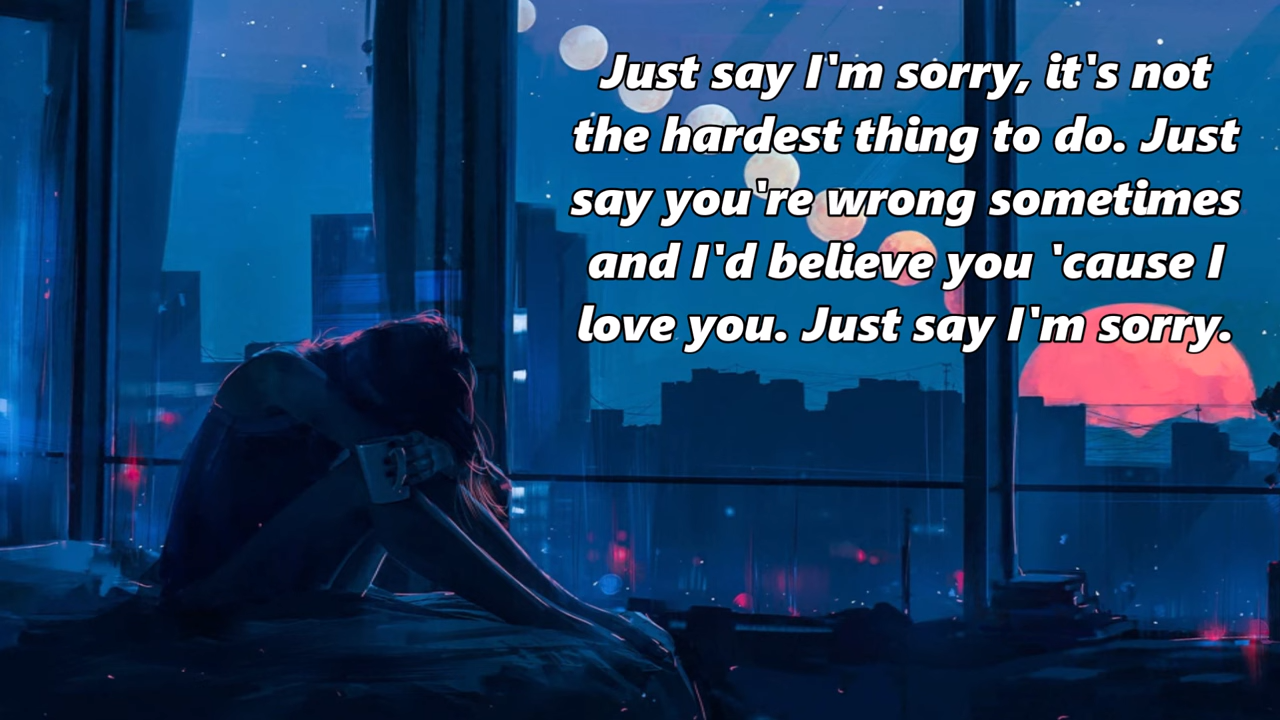 Just say I'm sorry, it's not
the hardest thing to do. Just
say you're wrong sometimes
and I'd believe you 'cause I
love you. Just say I'm sorry.